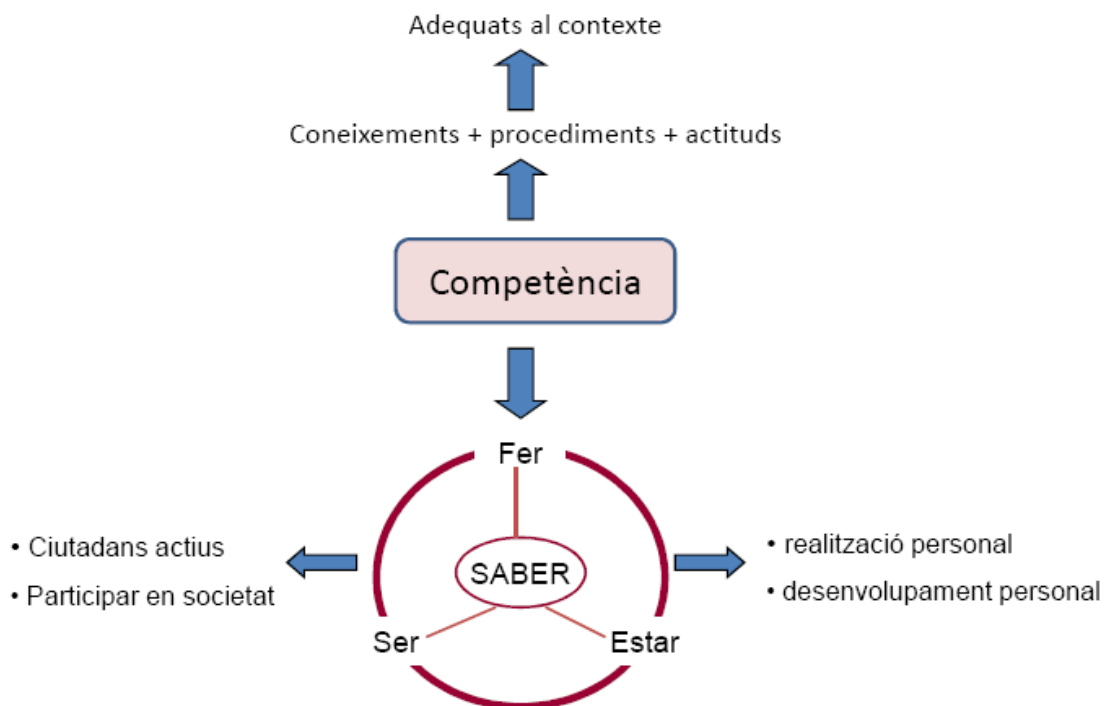 Adequats al contexte
Coneixements + procediments + actituds
Competència
Fer
• Ciutadans actius
• Participar en societat
SABER
• realització personal
• desenvolupament personal
Ser
Estar